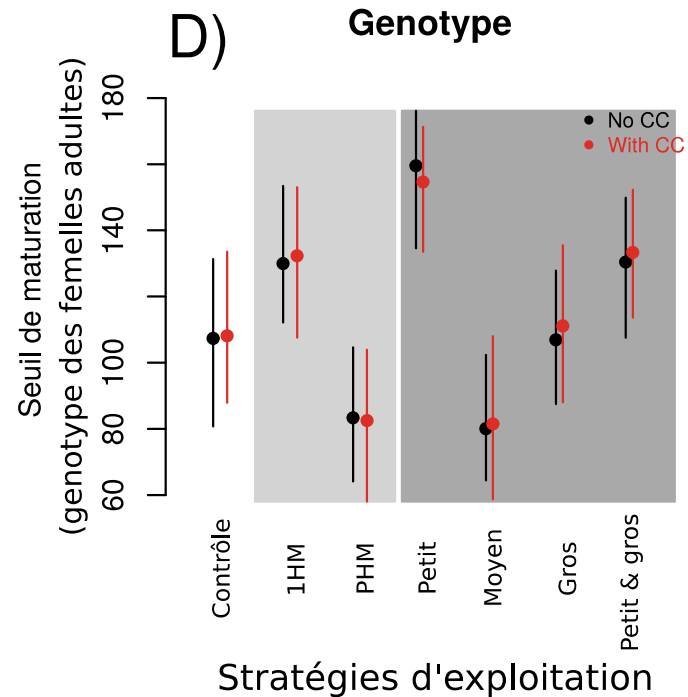 D)
Genotype
Seuil de maturation
(genotype des femelles adultes)
180
140
100
80
60
No CC
With CC
Contrôle
1HM
PHM
Petit
Moyen
Gros
Petit & gros
Stratégies d'exploitation